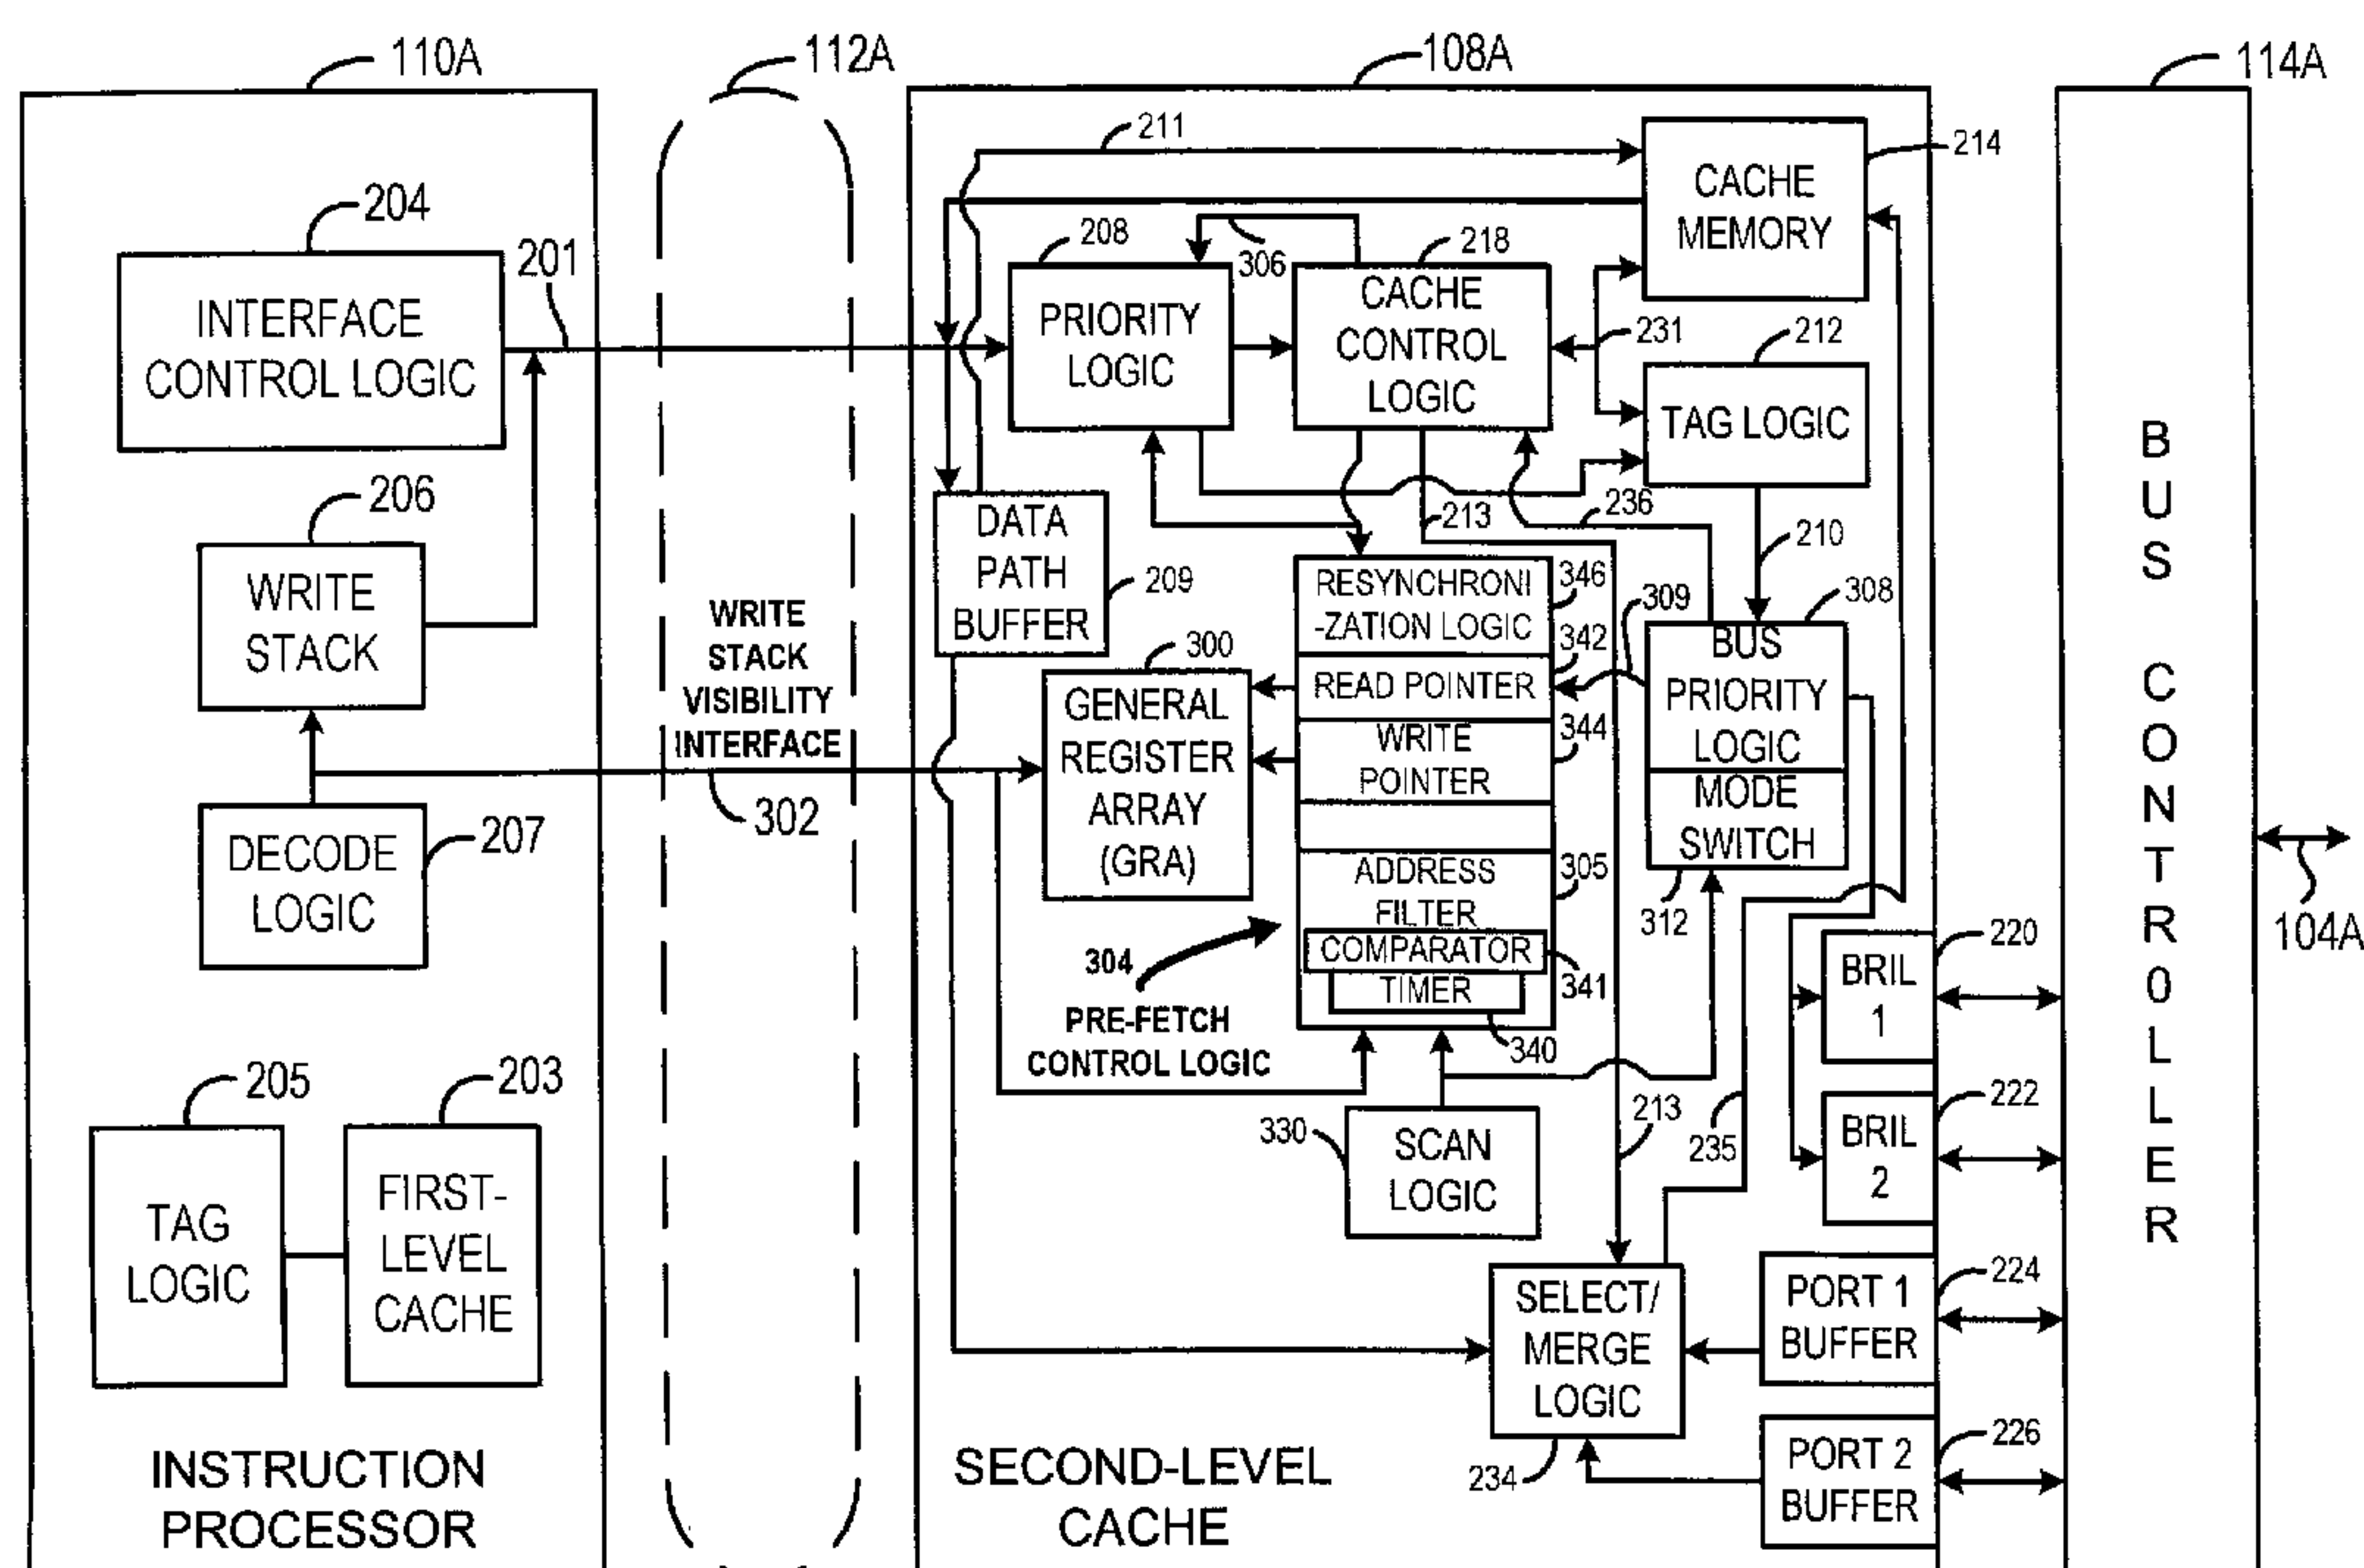 110A
112A
108A
114A
204
INTERFACE
CONTROL LOGIC
201
206
WRITE
STACK
207
DECODE
LOGIC
205
TAG
LOGIC
203
FIRST-
LEVEL
CACHE
INSTRUCTION
PROCESSOR
WRITE
STACK
VISIBILITY
INTERFACE
302
211
214
CACHE
MEMORY
208
PRIORITY
LOGIC
306
218
CACHE
CONTROL
LOGIC
231
212
TAG LOGIC
DATA
PATH
BUFFER
209
213
236
210
300
GENERAL
REGISTER
ARRAY
(GRA)
RESYNCHRONI
-ZATION LOGIC
346
READ POINTER
342
WRITE
POINTER
344
ADDRESS
FILTER
305
COMPARATOR
341
TIMER
340
304
PRE-FETCH
CONTROL LOGIC
309
308
BUS
PRIORITY
LOGIC
MODE
SWITCH
312
330
SCAN
LOGIC
213
235
SELECT/
MERGE
LOGIC
234
BRIL
1
220
BRIL
2
222
PORT 1
BUFFER
224
PORT 2
BUFFER
226
SECOND-LEVEL
CACHE
BUS CONTROLLER
104A